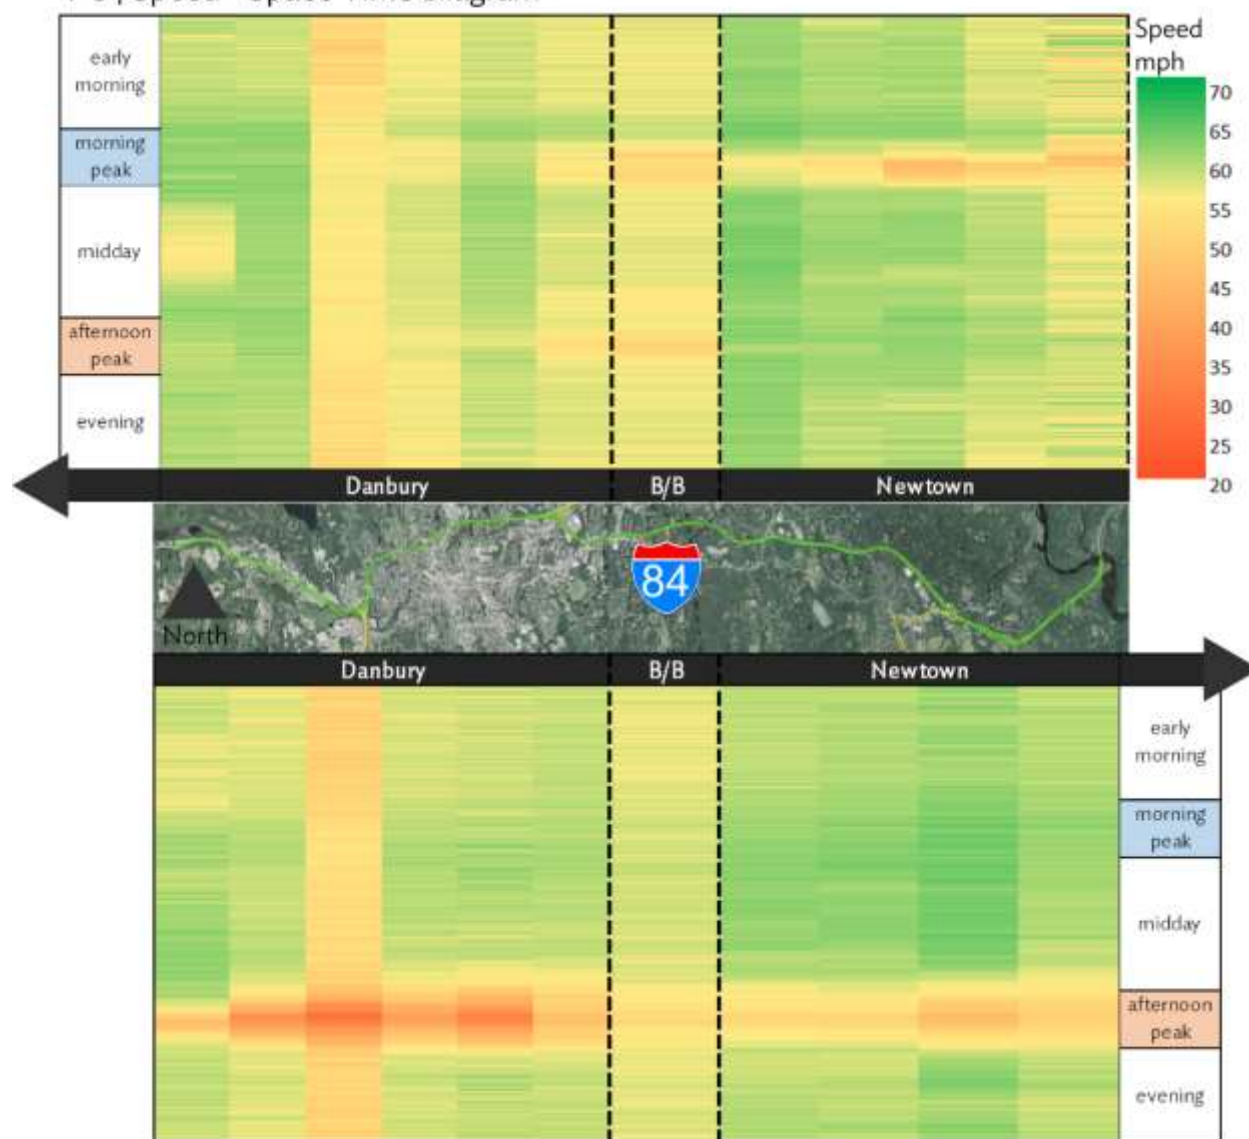 Speed
mph
70
65
60
55
50
45
40
35
30
25
20
early
morning
morning
peak
midday
afternoon
peak
evening
Danbury B/B Newtown
84
North
Danbury B/B Newtown
early
morning
morning
peak
midday
afternoon
peak
evening